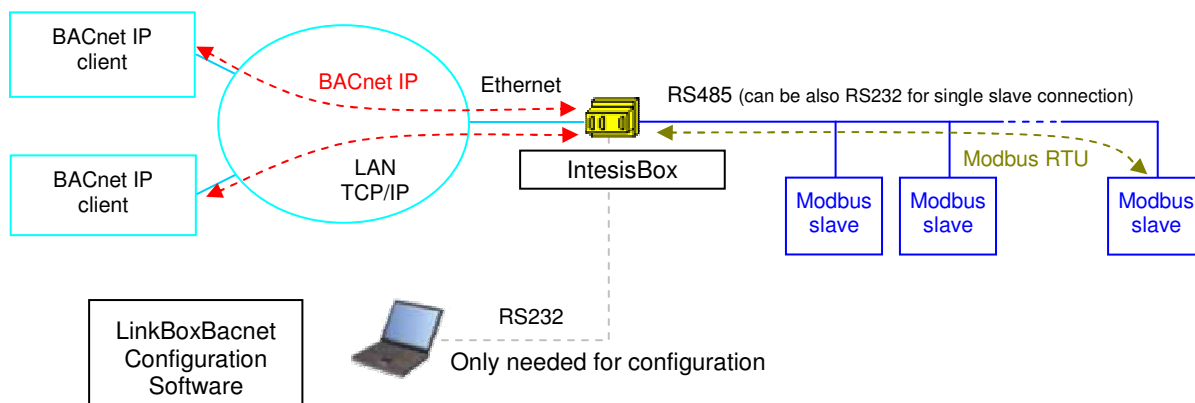 BACnet IP
client
BACnet IP
Ethernet
RS485 (can be also RS232 for single slave connection)
Modbus RTU
IntesisBox
LAN
TCP/IP
BACnet IP
client
Modbus
slave
Modbus
slave
Modbus
slave
LinkBoxBacnet
Configuration
Software
RS232
Only needed for configuration